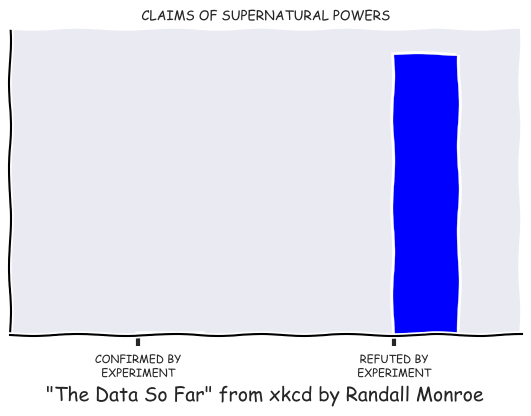 CLAIMS OF SUPERNATURAL POWERS
CONFIRMED BY
EXPERIMENT
REFUTED BY
EXPERIMENT
"The Data So Far" from xkcd by Randall Monroe